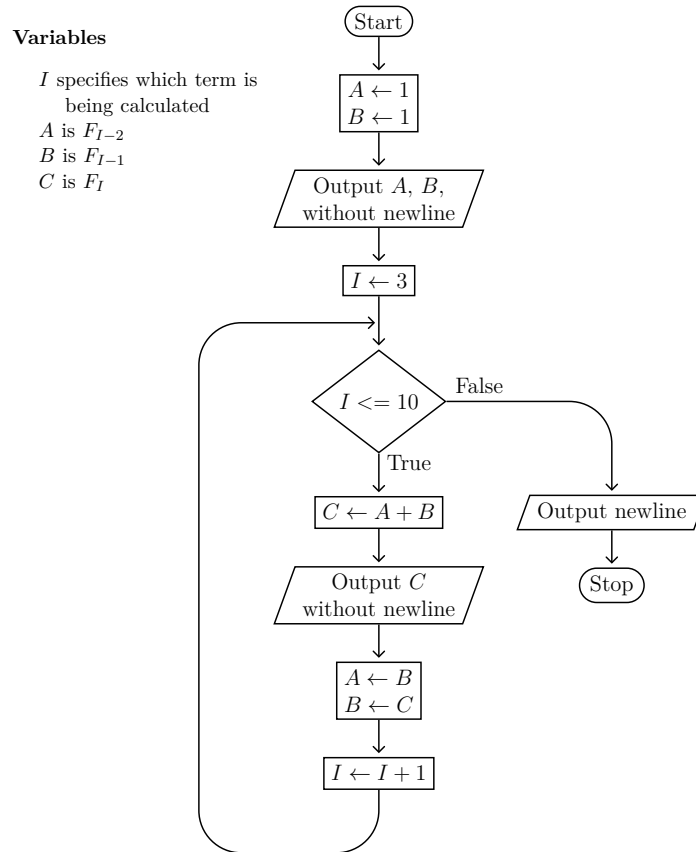 Variables
I specifies which term is
being calculated
A is F_{I−2}
B is F_{I−1}
C is F_I
Start
A ← 1
B ← 1
Output A, B,
without newline
I ← 3
I <= 10
False
True
C ← A + B
Output newline
Output C
without newline
Stop
A ← B
B ← C
I ← I + 1